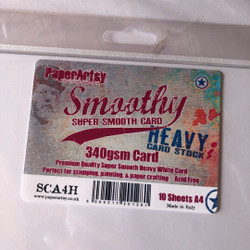 PaperArtsy
Smoothy
SUPER SMOOTH CARD
HEAVY
CARD STOCK
340gsm Card
Premium Quality Super Smooth Heavy White Card
Perfect for stamping, painting, & paper crafting Acid Free
SCA4H
www.paperartsy.co.uk
10 Sheets A4
Made in Italy